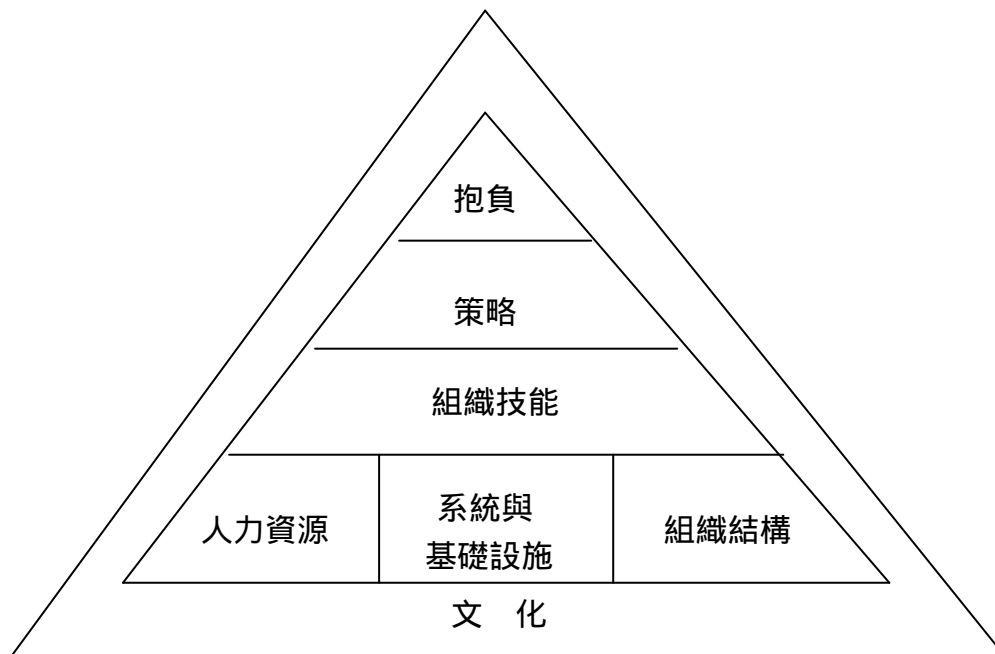 抱負
策略
組織技能
人力資源
系統與
基礎設施
組織結構
文 化